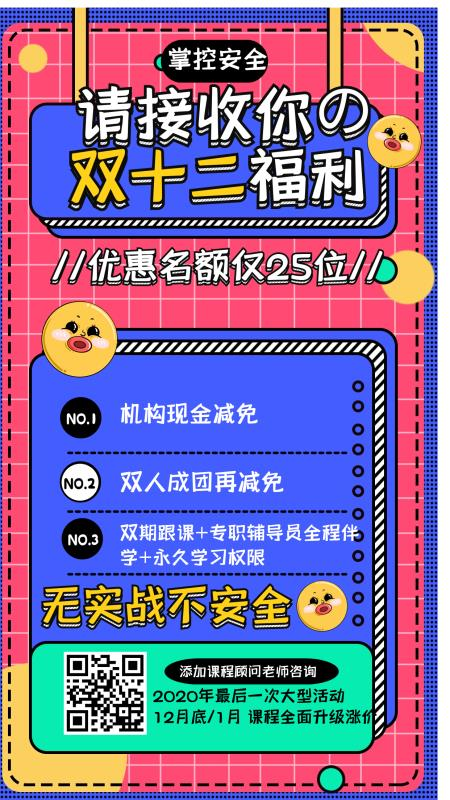 掌控安全
请接收你の
双十二福利
//优惠名额仅25位//
NO.1 机构现金减免
NO.2 双人成团再减免
NO.3 双期跟课+专职辅导员全程伴
学+永久学习权限
无实战不安全
添加课程顾问老师咨询
2020年最后一次大型活动
12月底/1月 课程全面升级涨价